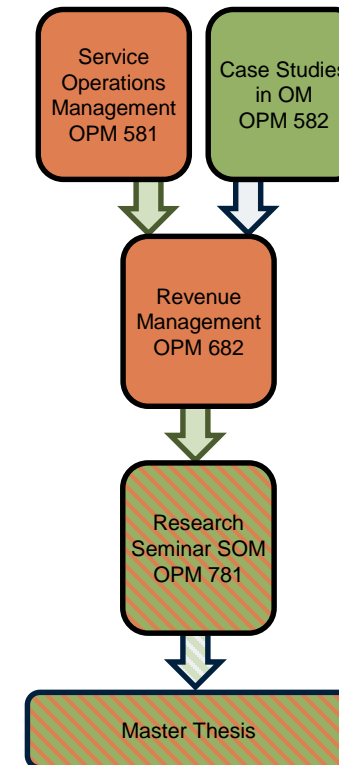 Service
Operations
Management
OPM 581
Case Studies
in OM
OPM 582
Revenue
Management
OPM 682
Research
Seminar SOM
OPM 781
Master Thesis